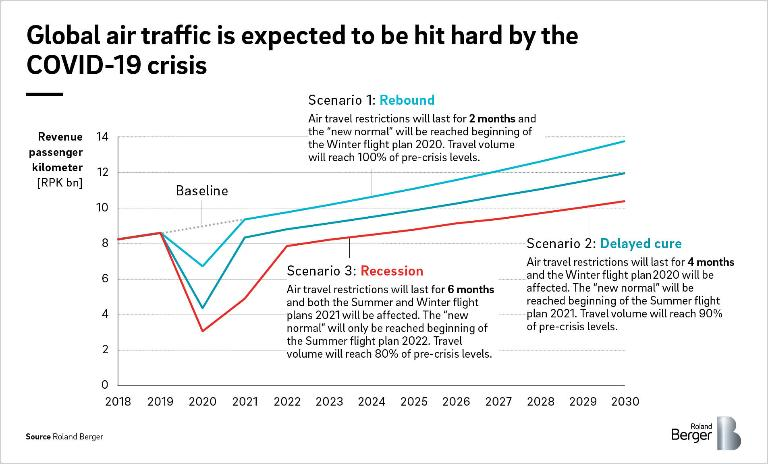 Global air traffic is expected to be hit hard by the
COVID-19 crisis
Scenario 1: Rebound
Air travel restrictions will last for 2 months and
the “new normal” will be reached beginning of
the Winter flight plan 2020. Travel volume
will reach 100% of pre-crisis levels.
Revenue
passenger
kilometer
[RPK bn]
14
12
10
8
6
4
2
0
Baseline
Scenario 2: Delayed cure
Air travel restrictions will last for 4 months
and the Winter flight plan 2020 will be
affected. The “new normal” will be
reached beginning of the Summer flight
plan 2021. Travel volume will reach 90%
of pre-crisis levels.
Scenario 3: Recession
Air travel restrictions will last for 6 months
and both the Summer and Winter flight
plans 2021 will be affected. The “new
normal” will only be reached beginning of
the Summer flight plan 2022. Travel
volume will reach 80% of pre-crisis levels.
2018 2019 2020 2021 2022 2023 2024 2025 2026 2027 2028 2029 2030
Source Roland Berger
Roland
Berger
B